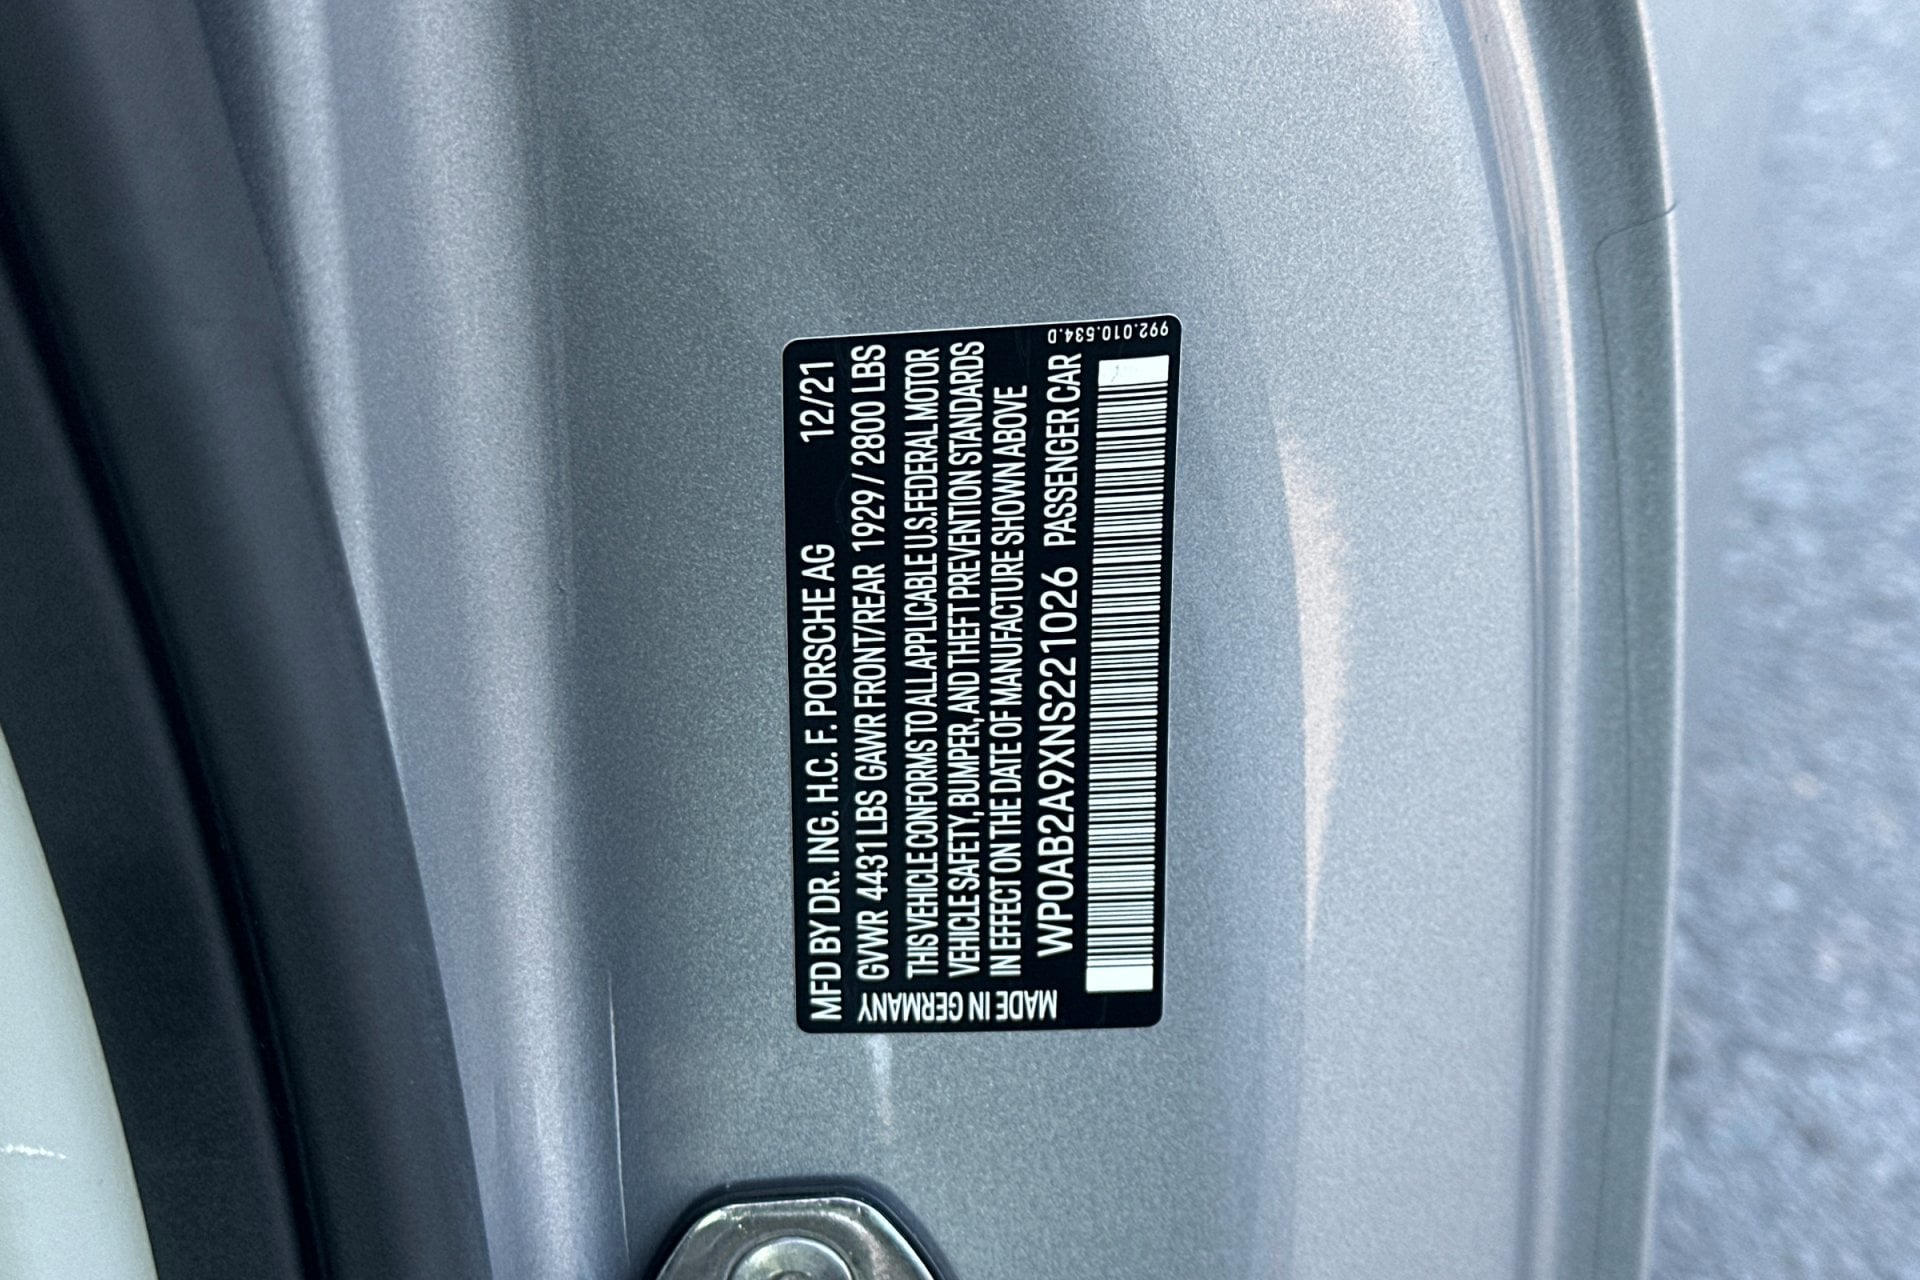 MFD BY DR. ING. H.C. F. PORSCHE AG 12/21
GVWR 4431 LBS GAWR FRONT/REAR 1929 / 2800 LBS
THIS VEHICLE CONFORMS TO ALL APPLICABLE U.S. FEDERAL MOTOR
VEHICLE SAFETY, BUMPER, AND THEFT PREVENTION STANDARDS
IN EFFECT ON THE DATE OF MANUFACTURE SHOWN ABOVE
WP0AB2A9XNS221026 PASSENGER CAR
MADE IN GERMANY
992.010.534.D